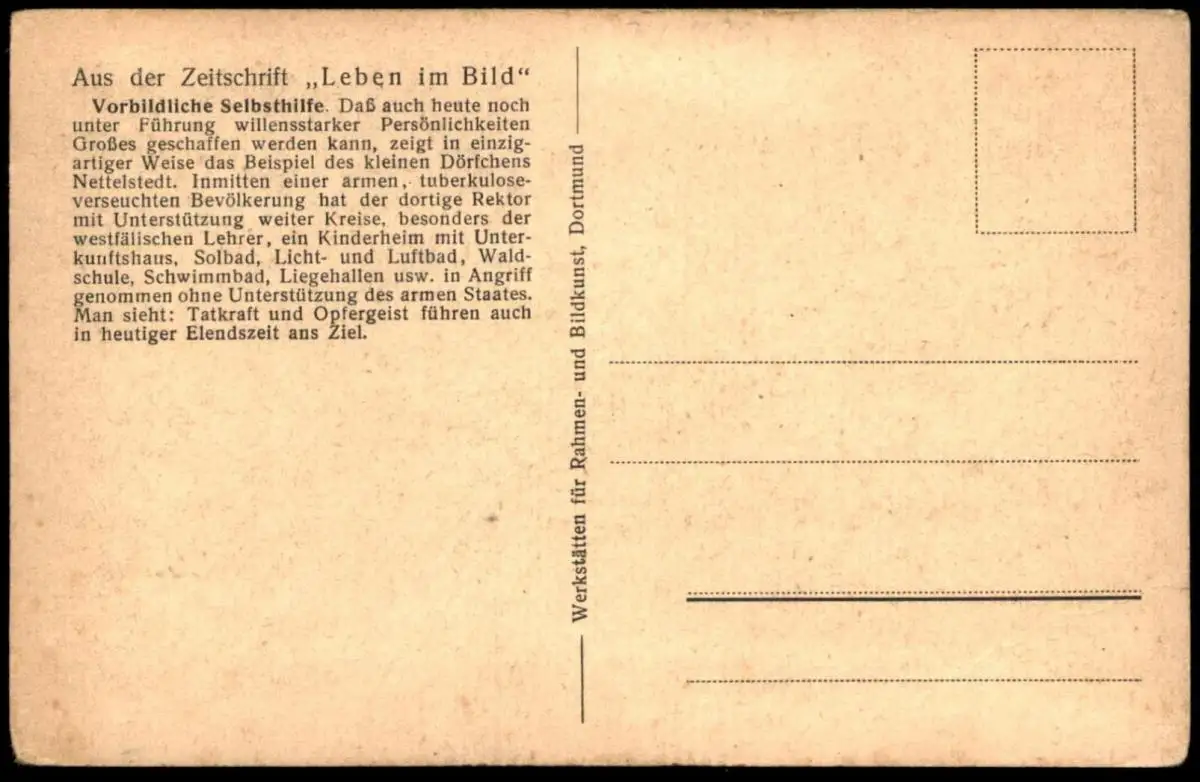 Aus der Zeitschrift „Leben im Bild“
Vorbildliche Selbsthilfe. Daß auch heute noch
unter Führung willensstarker Persönlichkeiten
Großes geschaffen werden kann, zeigt in einzig-
artiger Weise das Beispiel des kleinen Dörfchens
Nettelstedt. Inmitten einer armen, tuberkulose-
verseuchten Bevölkerung hat der dortige Rektor
mit Unterstützung weiter Kreise, besonders der
westfälischen Lehrer, ein Kinderheim mit Unter-
kunftshaus, Solbad, Licht- und Luftbad, Wald-
schule, Schwimmbad, Liegehallen usw. in Angriff
genommen ohne Unterstützung des armen Staates.
Man sieht: Tatkraft und Opfergeist führen auch
in heutiger Elendszeit ans Ziel.
Werkstätten für Rahmen- und Bildkunst, Dortmund